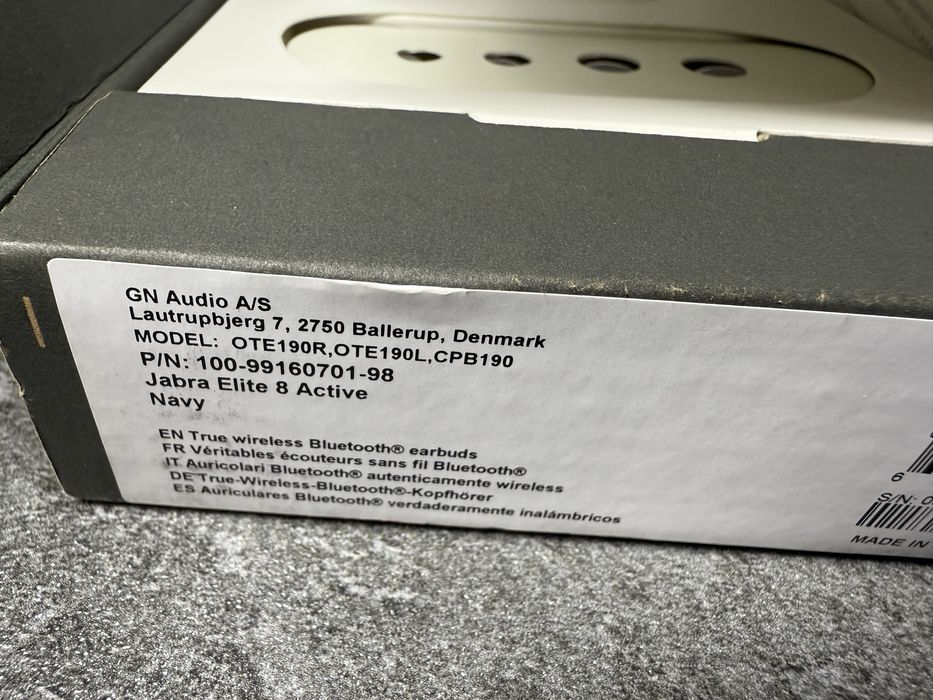 GN Audio A/S
Lautrupbjerg 7, 2750 Ballerup, Denmark
MODEL: OTE190R,OTE190L,CPB190
P/N: 100-99160701-98
Jabra Elite 8 Active
Navy
EN True wireless Bluetooth® earbuds
FR Véritables écouteurs sans fil Bluetooth®
IT Auricolari Bluetooth® autenticamente wireless
DE True-Wireless-Bluetooth®-Kopfhörer
ES Auriculares Bluetooth® verdaderamente inalámbricos
6
S/N: 0
MADE IN